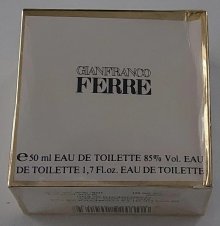 GIANFRANCO
FERRE
℮50 ml EAU DE TOILETTE 85% Vol. EAU
DE TOILETTE 1,7 Fl oz. EAU DE TOILETTE